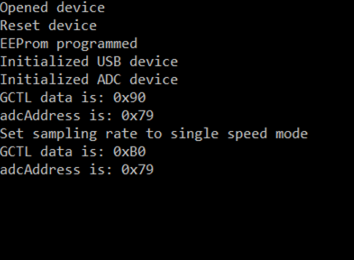 Opened device
Reset device
EEProm programmed
Initialized USB device
Initialized ADC device
GCTL data is: 0x90
adcAddress is: 0x79
Set sampling rate to single speed mode
GCTL data is: 0xB0
adcAddress is: 0x79